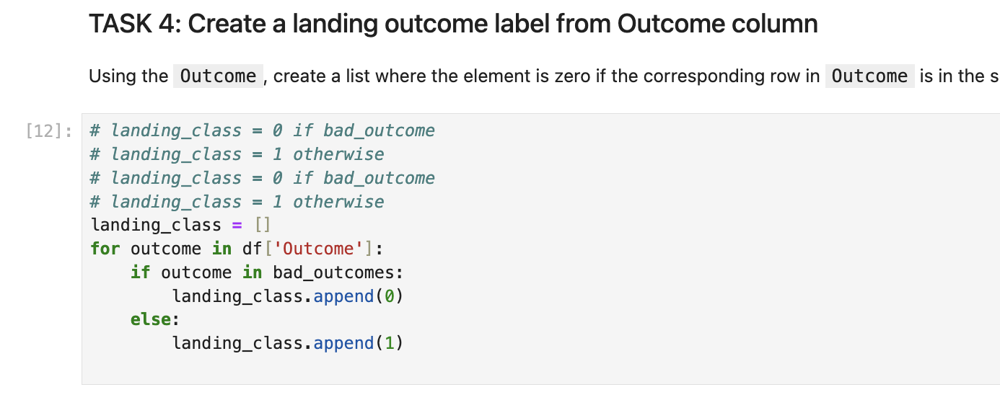 TASK 4: Create a landing outcome label from Outcome column
Using the Outcome, create a list where the element is zero if the corresponding row in Outcome is in the s
[12]:
# landing_class = 0 if bad_outcome
# landing_class = 1 otherwise
# landing_class = 0 if bad_outcome
# landing_class = 1 otherwise
landing_class = []
for outcome in df['Outcome']:
    if outcome in bad_outcomes:
        landing_class.append(0)
    else:
        landing_class.append(1)